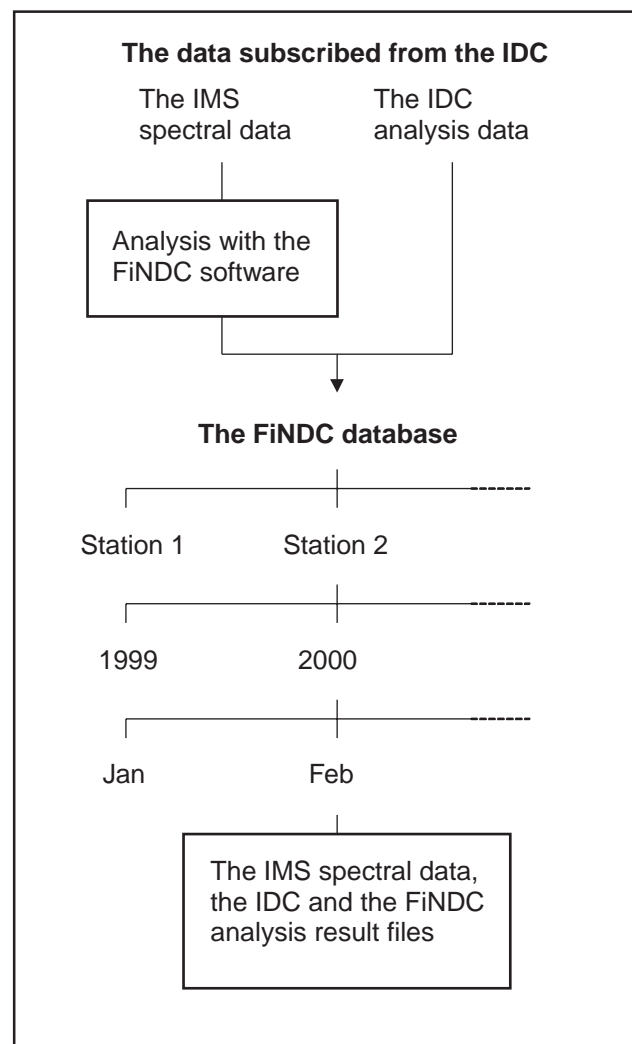 The data subscribed from the IDC
The IMS
spectral data
The IDC
analysis data
Analysis with the
FiNDC software
The FiNDC database
Station 1
Station 2
1999
2000
Jan
Feb
The IMS spectral data,
the IDC and the FiNDC
analysis result files